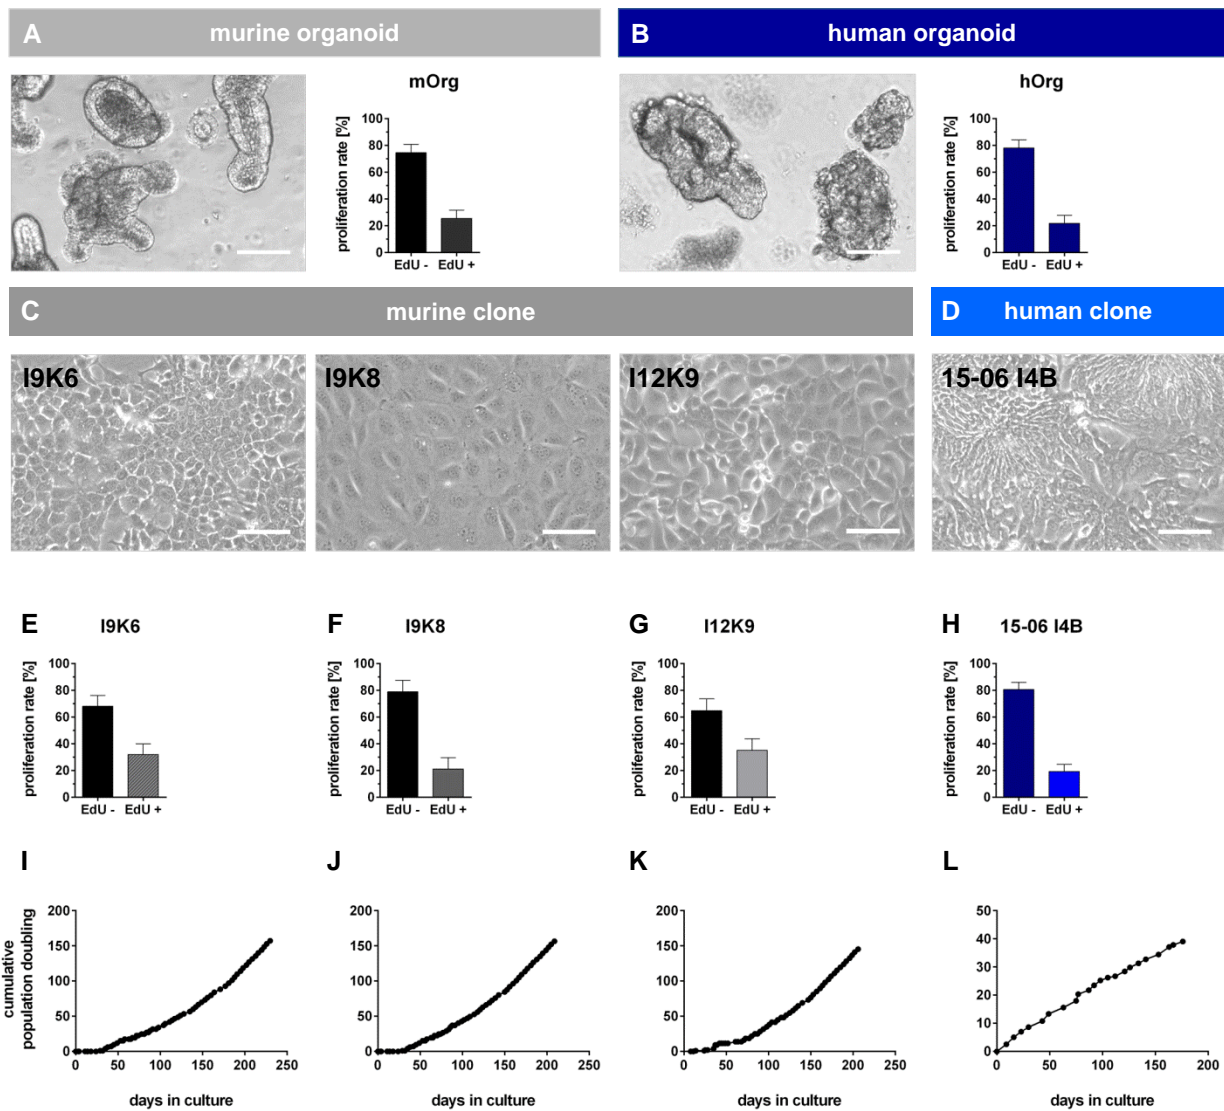 A murine organoid
B human organoid
mOrg
proliferation rate [%]
100
80
60
40
20
0
EdU - EdU +
hOrg
proliferation rate [%]
100
80
60
40
20
0
EdU - EdU +
C murine clone
D human clone
I9K6
I9K8
I12K9
15-06 I4B
E I9K6
proliferation rate [%]
100
80
60
40
20
0
EdU - EdU +
F I9K8
proliferation rate [%]
100
80
60
40
20
0
EdU - EdU +
G I12K9
proliferation rate [%]
100
80
60
40
20
0
EdU - EdU +
H 15-06 I4B
proliferation rate [%]
100
80
60
40
20
0
EdU - EdU +
I
cumulative
population doubling
200
150
100
50
0
0 50 100 150 200 250
days in culture
J
200
150
100
50
0
0 50 100 150 200 250
days in culture
K
200
150
100
50
0
0 50 100 150 200 250
days in culture
L
50
40
30
20
10
0
0 50 100 150 200
days in culture